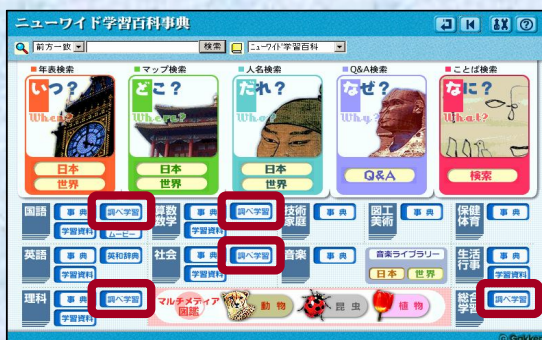 ニューワイド学習百科事典
前方一致 検索 ニューワイド学習百科
■年表検索 ■マップ検索 ■人名検索 ■Q&A検索 ■ことば検索
いつ? どこ? だれ? なぜ? なに?
When? Where? Who? Why? What?
日本 日本 日本 Q&A 検索
世界 世界 世界
国語 事典 調べ学習 算数 数学 事典 調べ学習 技術 家庭 事典 図工 美術 事典 保健 体育 事典
学習資料 ムービー 学習資料
英語 事典 英和辞典 社会 事典 調べ学習 音楽 事典 音楽ライブラリー 生活 行事 事典
学習資料 学習資料 日本 世界 学習資料
理科 事典 調べ学習 マルチメディア 図鑑 動物 昆虫 植物 総合 学習 調べ学習
学習資料
© Gakken